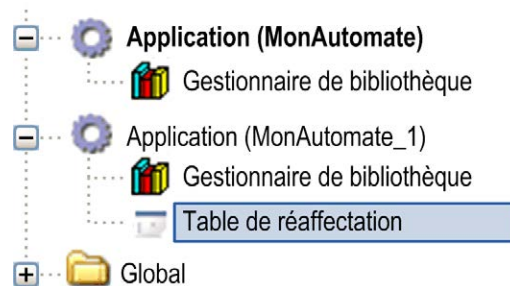 Application (MonAutomate)
Gestionnaire de bibliothèque
Application (MonAutomate_1)
Gestionnaire de bibliothèque
Table de réaffectation
Global